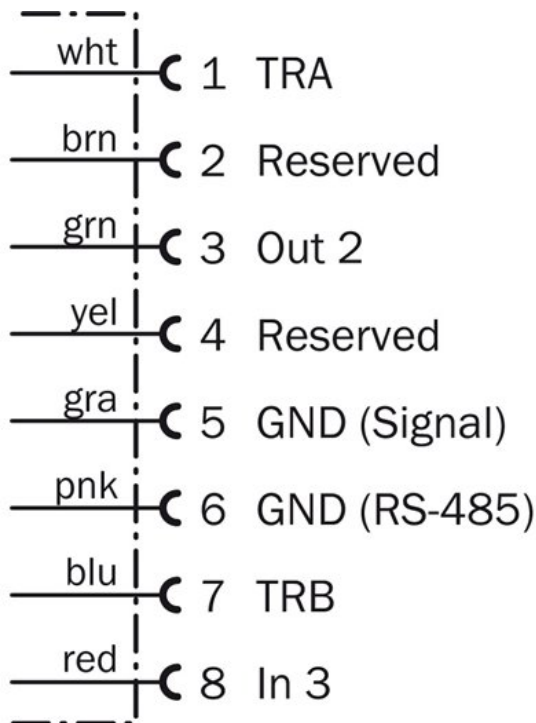 wht 1 TRA
brn 2 Reserved
grn 3 Out 2
yel 4 Reserved
gra 5 GND (Signal)
pnk 6 GND (RS-485)
blu 7 TRB
red 8 In 3